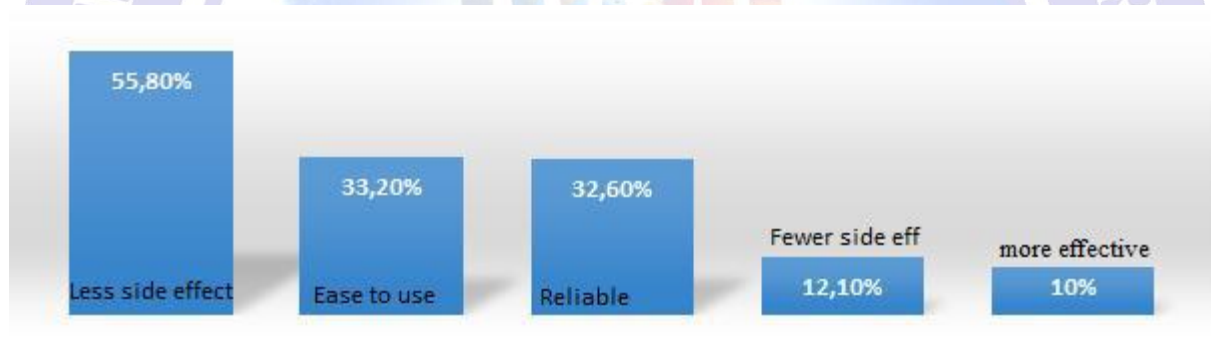 55,80%
Less side effect
33,20%
Ease to use
32,60%
Reliable
Fewer side eff
12,10%
more effective
10%